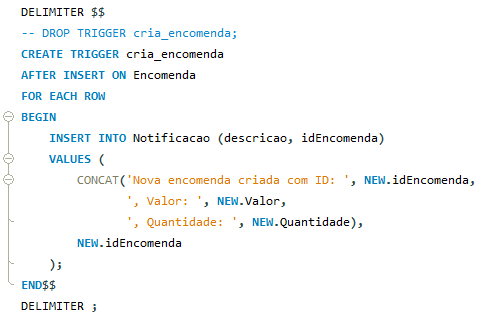 DELIMITER $$
-- DROP TRIGGER cria_encomenda;
CREATE TRIGGER cria_encomenda
AFTER INSERT ON Encomenda
FOR EACH ROW
BEGIN
    INSERT INTO Notificacao (descricao, idEncomenda)
    VALUES (
        CONCAT('Nova encomenda criada com ID: ', NEW.idEncomenda,
               ', Valor: ', NEW.Valor,
               ', Quantidade: ', NEW.Quantidade),
        NEW.idEncomenda
    );
END$$
DELIMITER ;